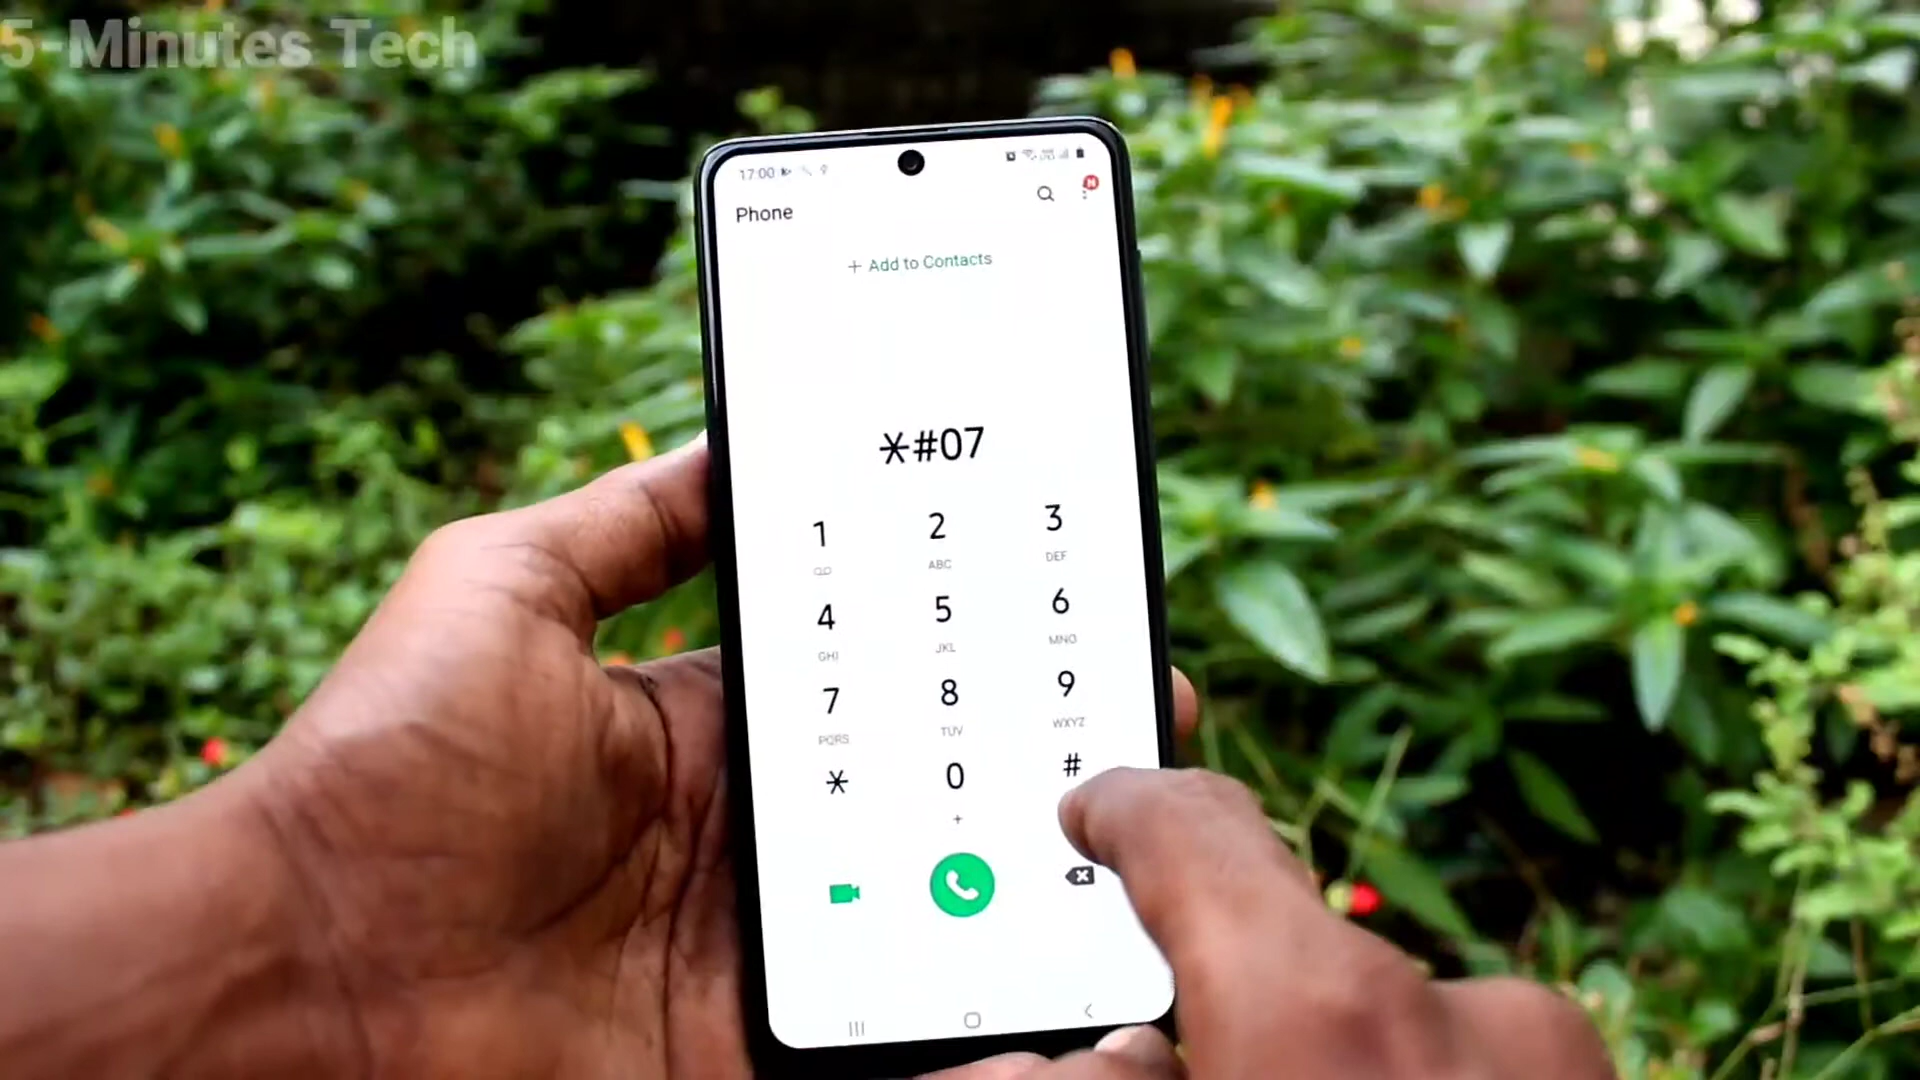 5-Minutes Tech
17:00
Phone
N
+ Add to Contacts
*#07
1 2 3
ABC DEF
4 5 6
GHI JKL MNO
7 8 9
PQRS TUV WXYZ
* 0 #
+